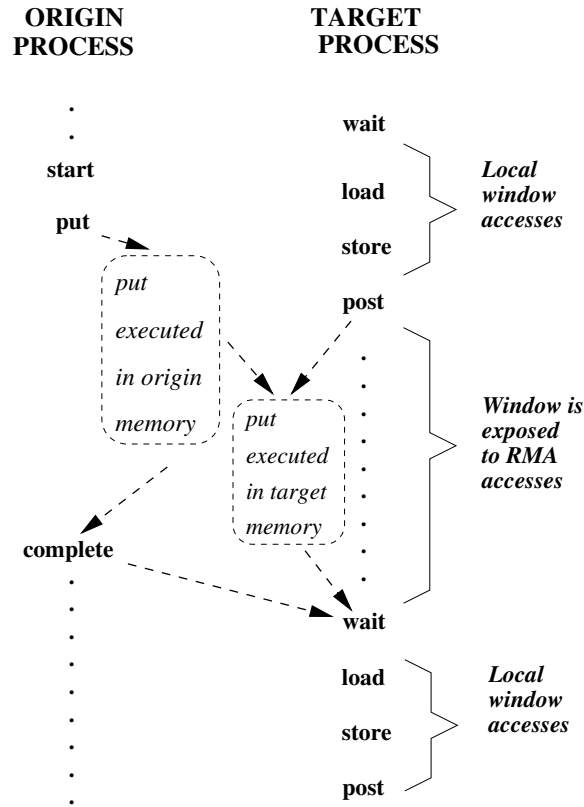 ORIGIN
PROCESS
TARGET
PROCESS
wait
start
load
Local
window
accesses
put
store
put
executed
in origin
memory
post
put
executed
in target
memory
Window is
exposed
to RMA
accesses
complete
wait
load
store
post
Local
window
accesses